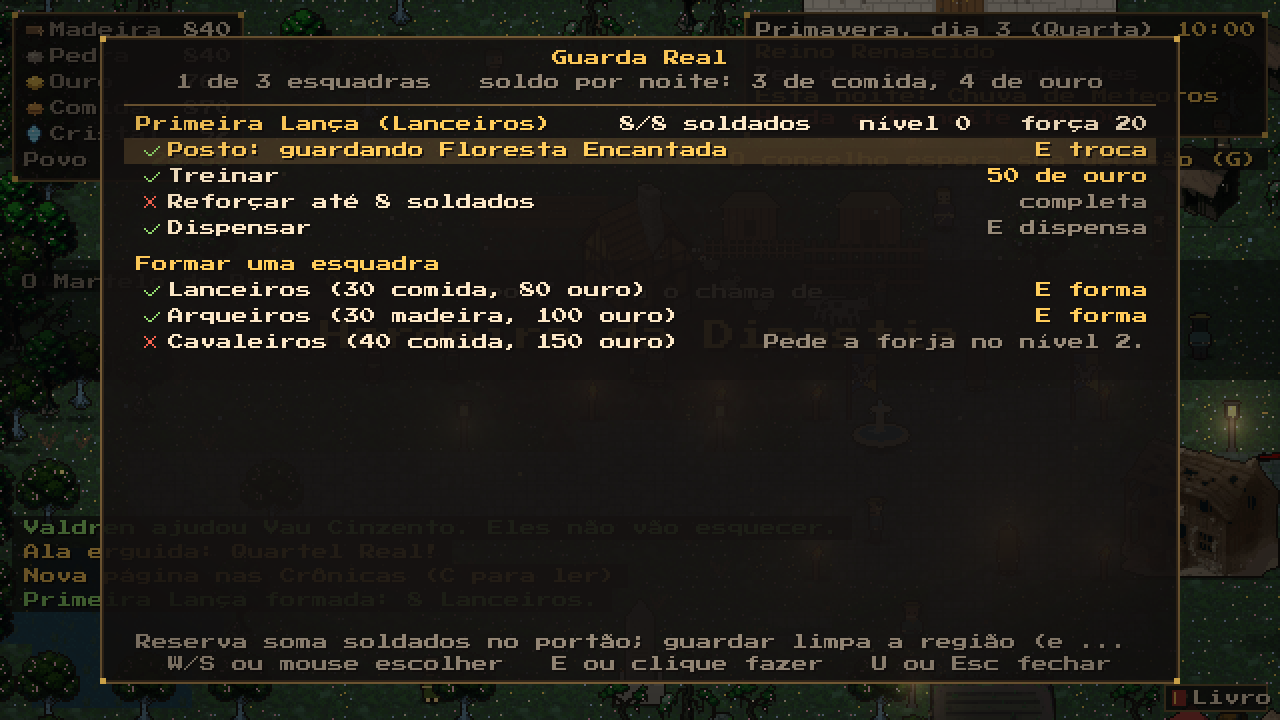 Madeira 840
Primavera, dia 3 (Quarta) 10:00
Guarda Real
1 de 3 esquadras soldo por noite: 3 de comida, 4 de ouro
Primeira Lança (Lanceiros) 8/8 soldados nível 0 força 20
Posto: guardando Floresta Encantada E troca
Treinar 50 de ouro
Reforçar até 8 soldados completa
Dispensar E dispensa
Formar uma esquadra
Lanceiros (30 comida, 80 ouro) E forma
Arqueiros (30 madeira, 100 ouro) E forma
Cavaleiros (40 comida, 150 ouro) Pede a forja no nível 2.
Valdren ajudou Vau Cinzento. Eles não vão esquecer.
Ala erguida: Quartel Real!
Nova página nas Crônicas (C para ler)
Primeira Lança formada: 8 Lanceiros.
Reserva soma soldados no portão; guardar limpa a região (e ...
W/S ou mouse escolher E ou clique fazer U ou Esc fechar
Livro